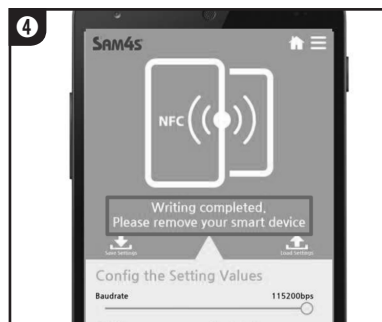 4
SAM4S
NFC
Writing completed,
Please remove your smart device
Save Settings
Load Settings
Config the Setting Values
Baudrate
115200bps